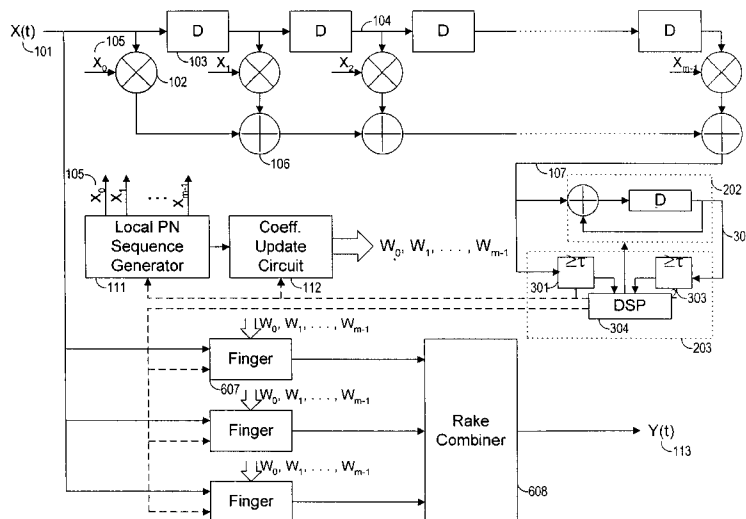 X(t)
101
105
D
103
D
104
D
D
X0
102
X1
X2
Xm-1
106
107
202
D
30
105
X0
X1
...
Xm-1
Local PN
Sequence
Generator
111
Coeff.
Update
Circuit
112
W0, W1, . . . , Wm-1
≥τ
301
≥τ
303
DSP
304
203
W0, W1, . . . , Wm-1
Finger
607
W0, W1, . . . , Wm-1
Finger
W0, W1, . . . , Wm-1
Finger
Rake
Combiner
608
Y(t)
113